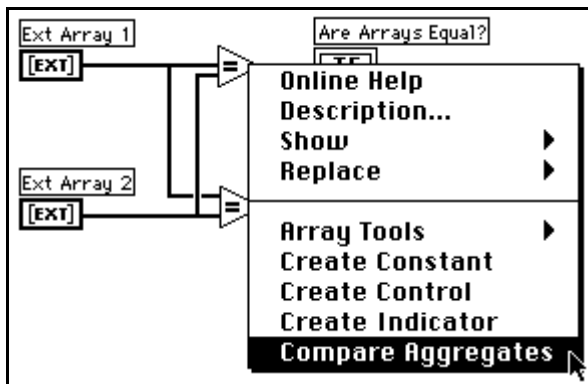 Ext Array 1
Are Arrays Equal?
[EXT]
=
Online Help
Description...
Show
Replace
Ext Array 2
[EXT]
=
Array Tools
Create Constant
Create Control
Create Indicator
Compare Aggregates